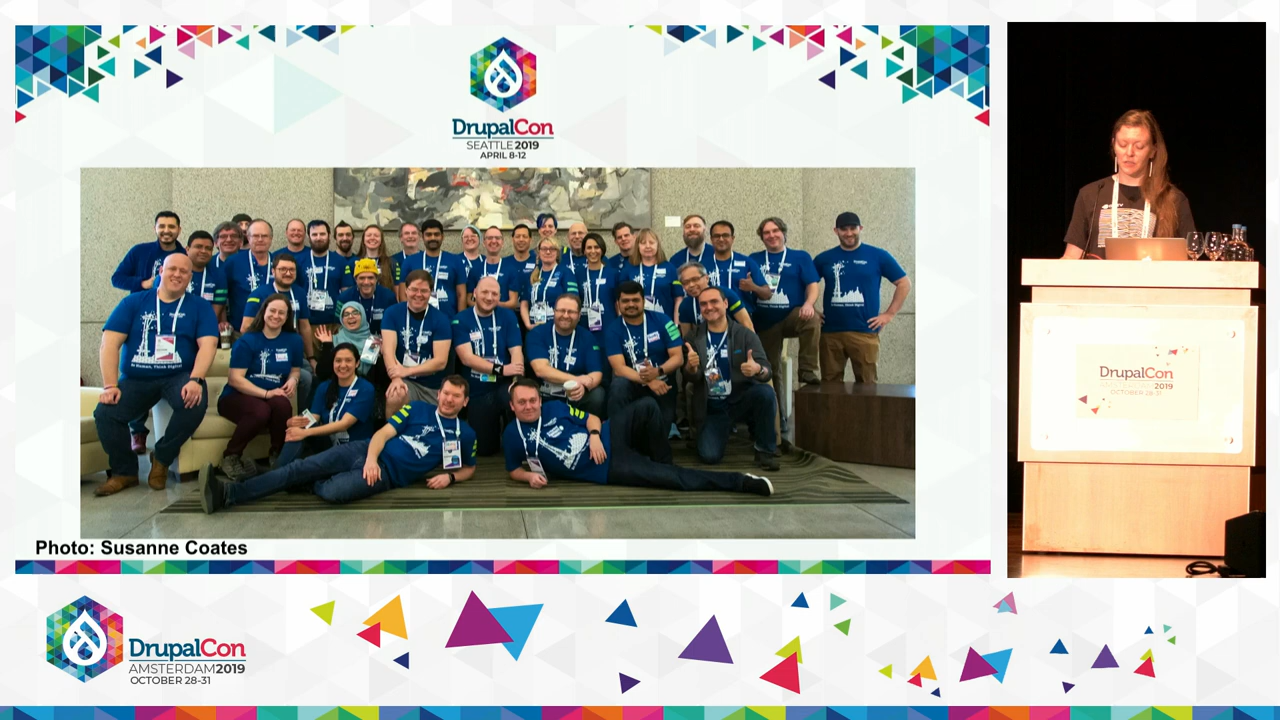 DrupalCon
SEATTLE 2019
APRIL 8-12
Photo: Susanne Coates
DrupalCon
AMSTERDAM 2019
OCTOBER 28-31
DrupalCon
AMSTERDAM2019
OCTOBER 28-31